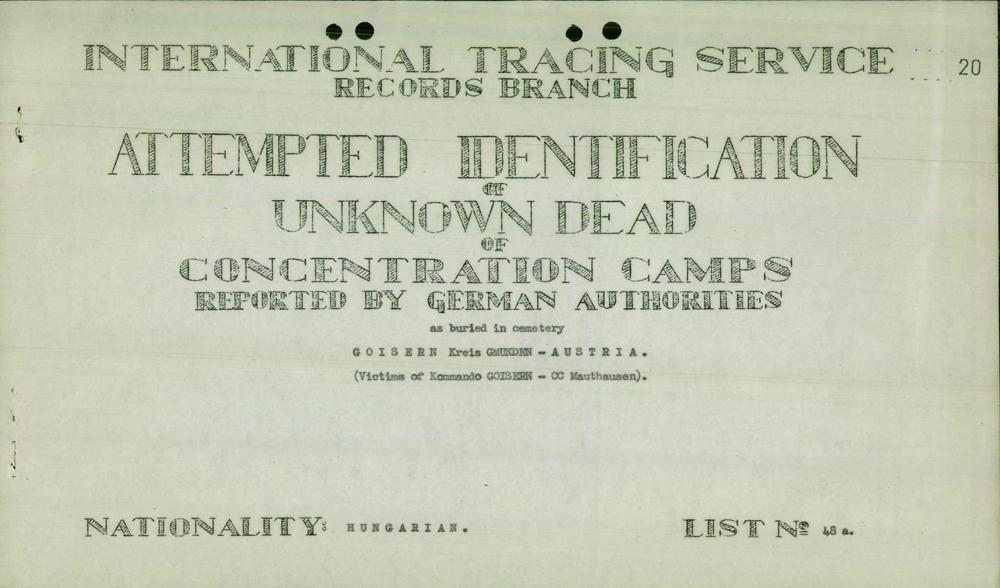 INTERNATIONAL TRACING SERVICE ........ 20
RECORDS BRANCH
ATTEMPTED IDENTIFICATION
OF
UNKNOWN DEAD
OF
CONCENTRATION CAMPS
REPORTED BY GERMAN AUTHORITIES
as buried in cemetery
GOISERN Kreis GMUNDEN - AUSTRIA.
(Victims of Kommando GOISERN - CC Mauthausen).
NATIONALITY: HUNGARIAN. LIST Nº 48 a.